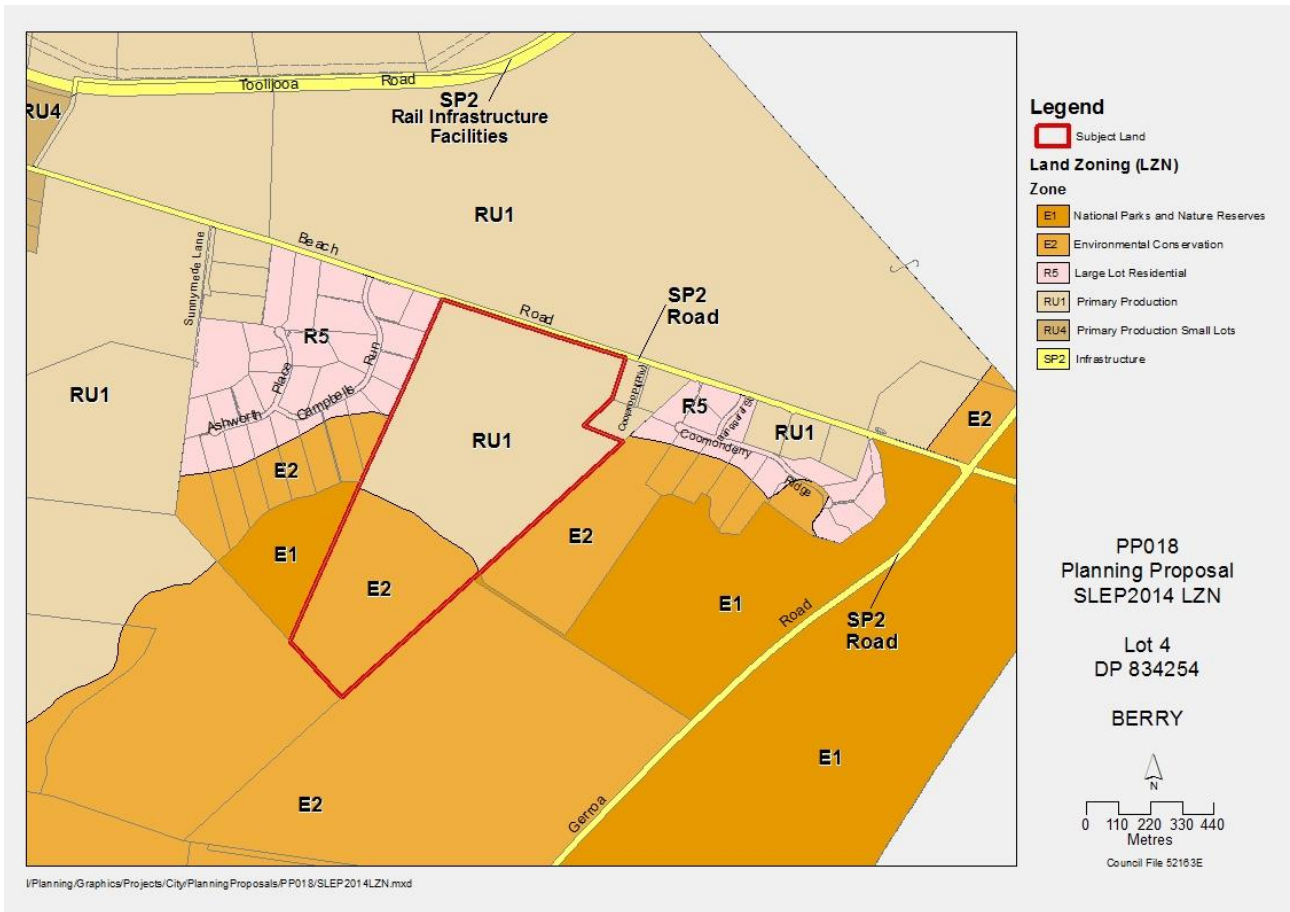 Tooljooa Road
RU4
SP2
Rail Infrastructure
Facilities
RU1
Sunnymede Lane
Beach Road
SP2
Road
R5
Ashworth Place
Campbells Run
RU1
RU1
R5
Coomonderry Ridge
RU1
E2
E2
E1
E2
E2
E1
SP2
Road
E1
E2
Gerroa Road
Legend
Subject Land
Land Zoning (LZN)
Zone
E1 National Parks and Nature Reserves
E2 Environmental Conservation
R5 Large Lot Residential
RU1 Primary Production
RU4 Primary Production Small Lots
SP2 Infrastructure
PP018
Planning Proposal
SLEP2014 LZN
Lot 4
DP 834254
BERRY
N
0 110 220 330 440
Metres
Council File 52163E
I/Planning/Graphics/Projects/City/PlanningProposals/PP018/SLEP2014LZN.mxd